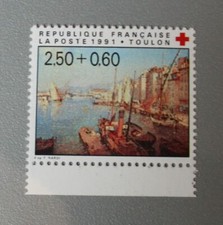 REPUBLIQUE FRANÇAISE
LA POSTE 1991 • TOULON
2,50 + 0,60